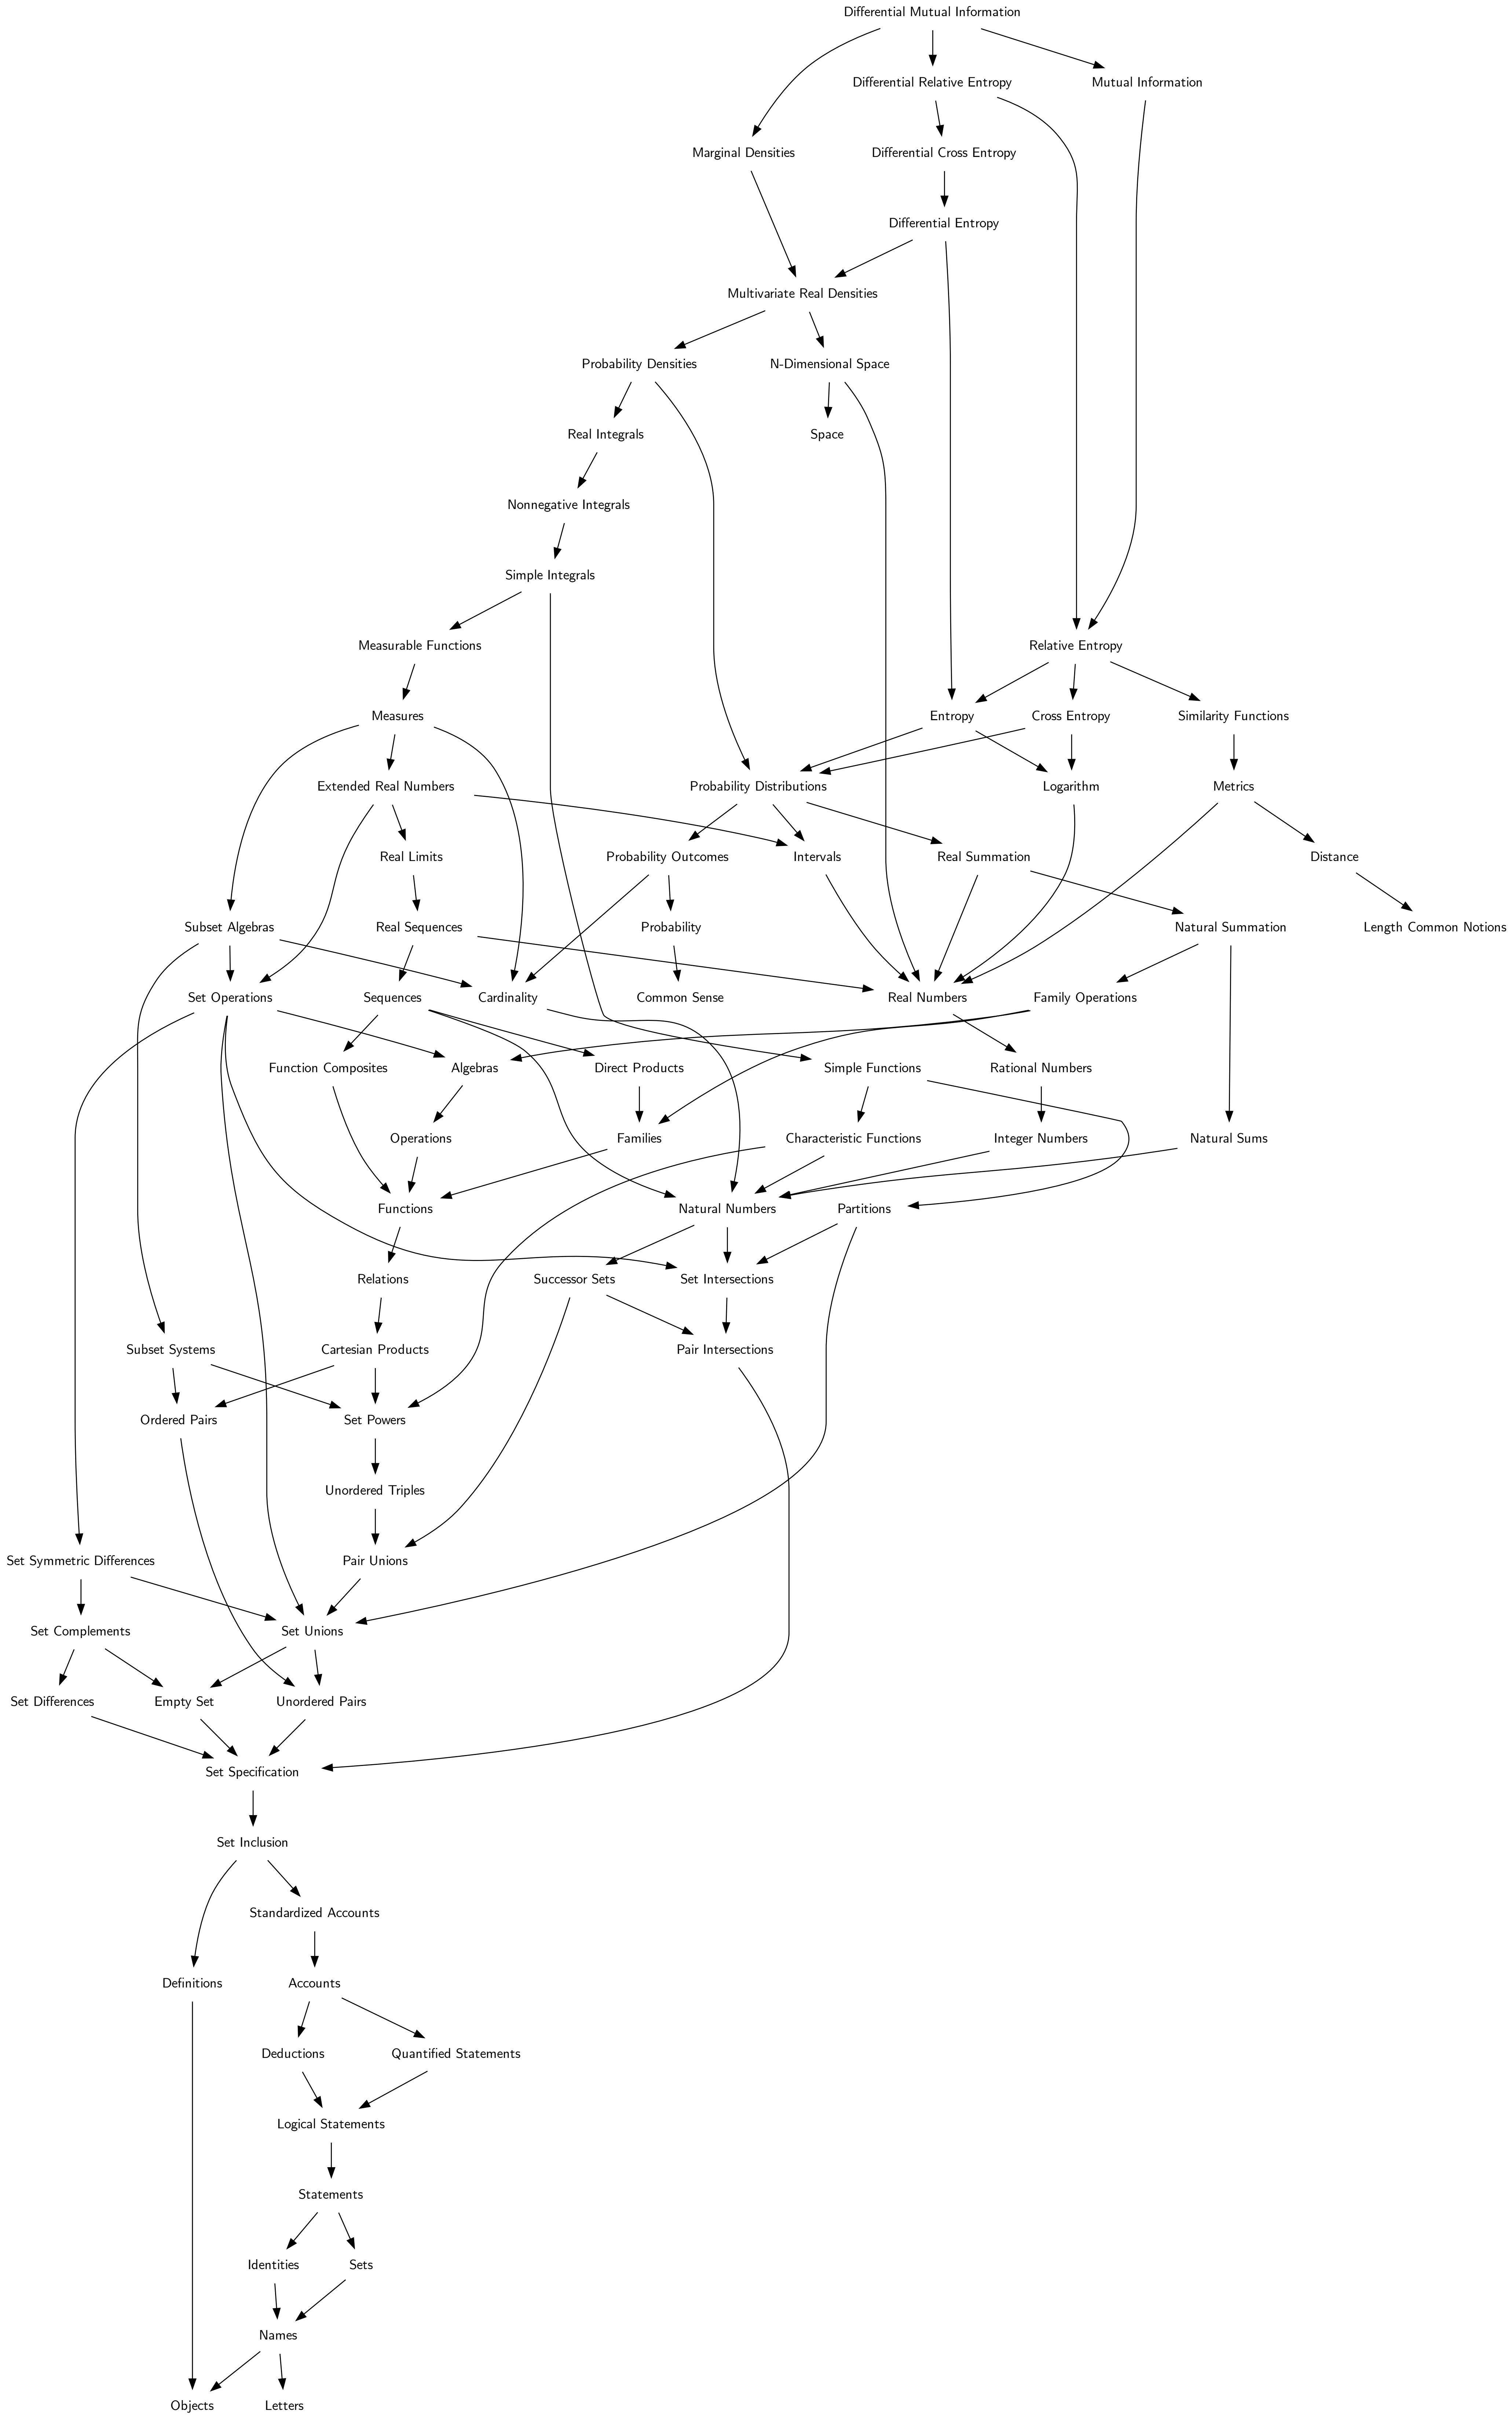 Differential Mutual Information
Differential Relative Entropy
Mutual Information
Marginal Densities
Differential Cross Entropy
Differential Entropy
Multivariate Real Densities
Probability Densities
N-Dimensional Space
Real Integrals
Space
Nonnegative Integrals
Simple Integrals
Measurable Functions
Relative Entropy
Measures
Entropy
Cross Entropy
Similarity Functions
Extended Real Numbers
Probability Distributions
Logarithm
Metrics
Real Limits
Probability Outcomes
Intervals
Real Summation
Distance
Subset Algebras
Real Sequences
Probability
Natural Summation
Length Common Notions
Set Operations
Sequences
Cardinality
Common Sense
Real Numbers
Family Operations
Function Composites
Algebras
Direct Products
Simple Functions
Rational Numbers
Operations
Families
Characteristic Functions
Integer Numbers
Natural Sums
Functions
Natural Numbers
Partitions
Relations
Successor Sets
Set Intersections
Subset Systems
Cartesian Products
Pair Intersections
Ordered Pairs
Set Powers
Unordered Triples
Set Symmetric Differences
Pair Unions
Set Complements
Set Unions
Set Differences
Empty Set
Unordered Pairs
Set Specification
Set Inclusion
Standardized Accounts
Definitions
Accounts
Deductions
Quantified Statements
Logical Statements
Statements
Identities
Sets
Names
Objects
Letters